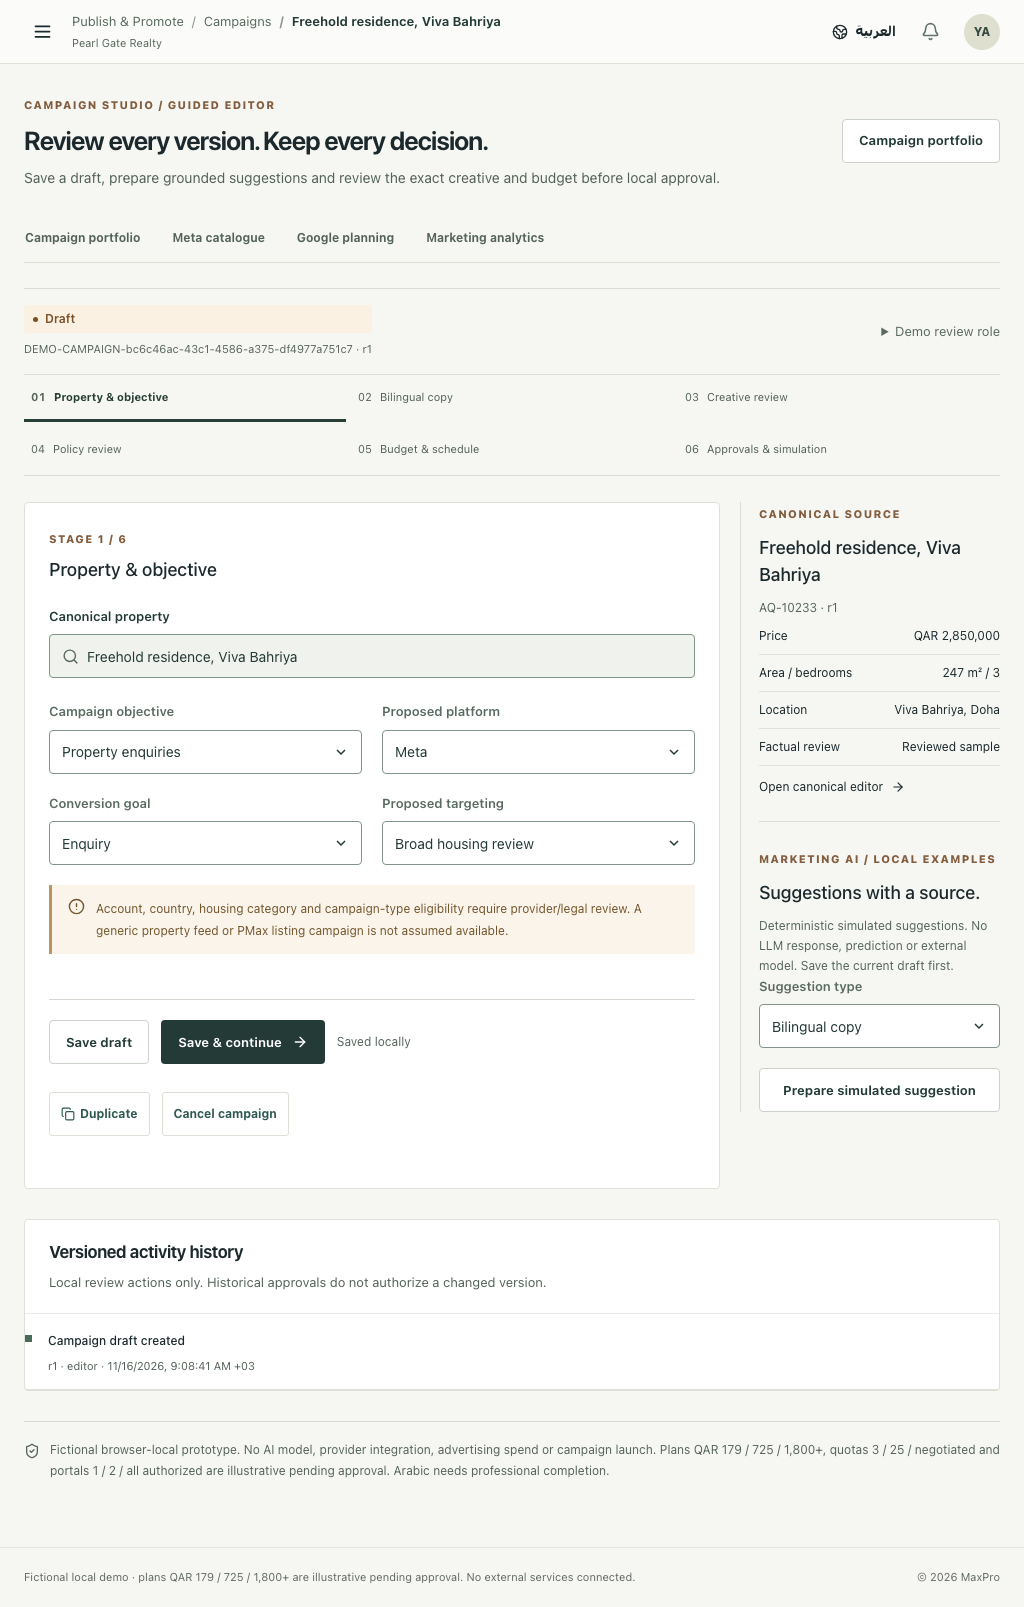 Publish & Promote / Campaigns / Freehold residence, Viva Bahriya
Pearl Gate Realty
العربية
YA
CAMPAIGN STUDIO / GUIDED EDITOR
Review every version. Keep every decision.
Save a draft, prepare grounded suggestions and review the exact creative and budget before local approval.
Campaign portfolio
Campaign portfolio
Meta catalogue
Google planning
Marketing analytics
Draft
DEMO-CAMPAIGN-bc6c46ac-43c1-4586-a375-df4977a751c7 · r1
Demo review role
01 Property & objective
02 Bilingual copy
03 Creative review
04 Policy review
05 Budget & schedule
06 Approvals & simulation
STAGE 1 / 6
Property & objective
Canonical property
Freehold residence, Viva Bahriya
Campaign objective
Proposed platform
Property enquiries
Meta
Conversion goal
Proposed targeting
Enquiry
Broad housing review
Account, country, housing category and campaign-type eligibility require provider/legal review. A
generic property feed or PMax listing campaign is not assumed available.
Save draft
Save & continue
Saved locally
Duplicate
Cancel campaign
CANONICAL SOURCE
Freehold residence, Viva
Bahriya
AQ-10233 · r1
Price QAR 2,850,000
Area / bedrooms 247 m² / 3
Location Viva Bahriya, Doha
Factual review Reviewed sample
Open canonical editor
MARKETING AI / LOCAL EXAMPLES
Suggestions with a source.
Deterministic simulated suggestions. No
LLM response, prediction or external
model. Save the current draft first.
Suggestion type
Bilingual copy
Prepare simulated suggestion
Versioned activity history
Local review actions only. Historical approvals do not authorize a changed version.
Campaign draft created
r1 · editor · 11/16/2026, 9:08:41 AM +03
Fictional browser-local prototype. No AI model, provider integration, advertising spend or campaign launch. Plans QAR 179 / 725 / 1,800+, quotas 3 / 25 / negotiated and
portals 1 / 2 / all authorized are illustrative pending approval. Arabic needs professional completion.
Fictional local demo · plans QAR 179 / 725 / 1,800+ are illustrative pending approval. No external services connected.
© 2026 MaxPro